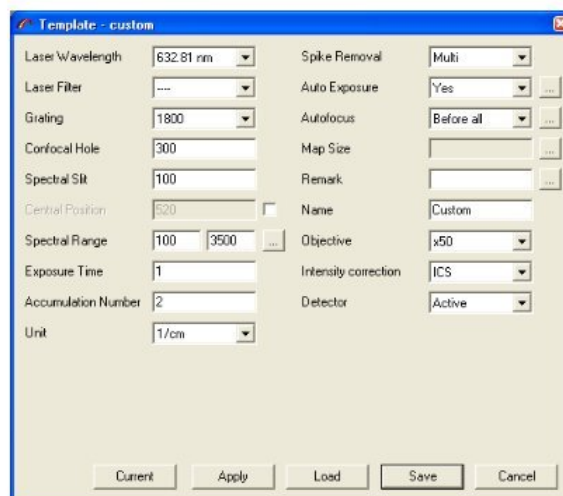 Template - custom
Laser Wavelength 632.81 nm Spike Removal Multi
Laser Filter ---- Auto Exposure Yes ...
Grating 1800 Autofocus Before all ...
Confocal Hole 300 Map Size ...
Spectral Slit 100 Remark ...
Central Position 520 Name Custom
Spectral Range 100 3500 ... Objective x50
Exposure Time 1 Intensity correction ICS
Accumulation Number 2 Detector Active
Unit 1/cm
Current Apply Load Save Cancel